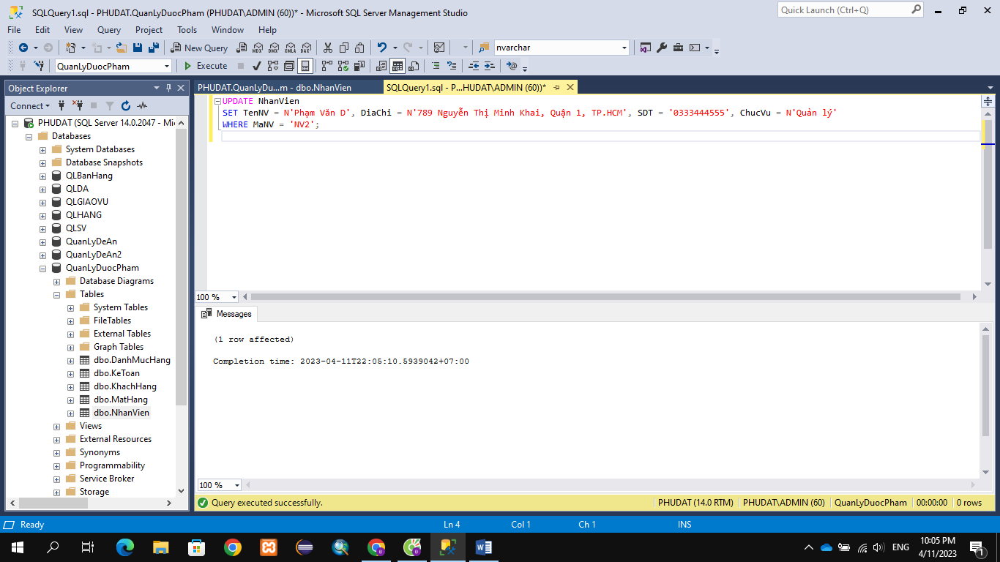 SQLQuery1.sql - PHUDAT.QuanLyDuocPham (PHUDAT\ADMIN (60))* - Microsoft SQL Server Management Studio
Quick Launch (Ctrl+Q)
File Edit View Query Project Tools Window Help
New Query
MDX DMX XMLA DAX
nvarchar
QuanLyDuocPham
Execute
Object Explorer
Connect
PHUDAT (SQL Server 14.0.2047 - Mi
Databases
System Databases
Database Snapshots
QLBanHang
QLDA
QLGIAOVU
QLHANG
QLSV
QuanLyDeAn
QuanLyDeAn2
QuanLyDuocPham
Database Diagrams
Tables
System Tables
FileTables
External Tables
Graph Tables
dbo.DanhMucHang
dbo.KeToan
dbo.KhachHang
dbo.MatHang
dbo.NhanVien
Views
External Resources
Synonyms
Programmability
Service Broker
Storage
PHUDAT.QuanLyDu...m - dbo.NhanVien
SQLQuery1.sql - P...HUDAT\ADMIN (60))*
UPDATE NhanVien
SET TenNV = N'Phạm Văn D', DiaChi = N'789 Nguyễn Thị Minh Khai, Quận 1, TP.HCM', SDT = '0333444555', ChucVu = N'Quản lý'
WHERE MaNV = 'NV2';
100 %
Messages
(1 row affected)
Completion time: 2023-04-11T22:05:10.5939042+07:00
100 %
Query executed successfully.
PHUDAT (14.0 RTM)
PHUDAT\ADMIN (60)
QuanLyDuocPham
00:00:00
0 rows
Ready
Ln 4
Col 1
Ch 1
INS
ENG
10:05 PM
4/11/2023
1